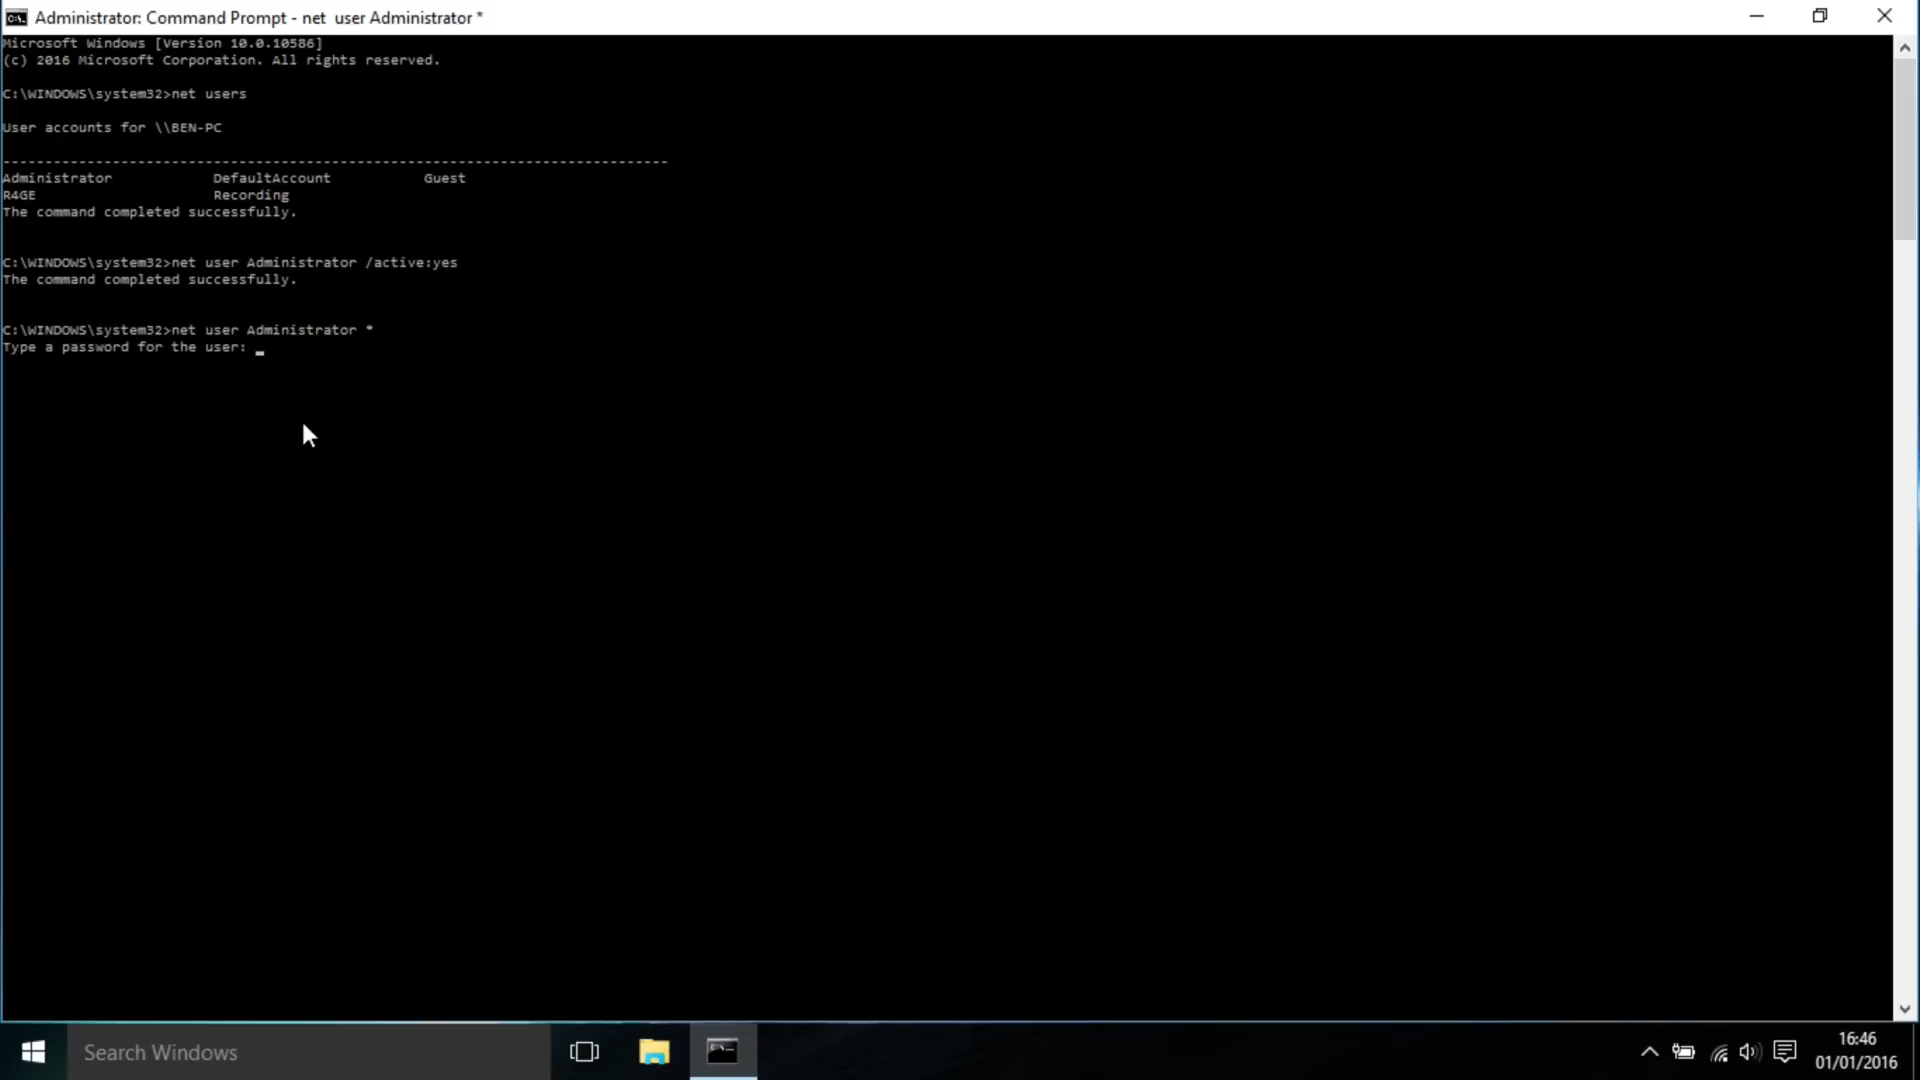 Administrator: Command Prompt - net  user Administrator *
Microsoft Windows [Version 10.0.10586]
(c) 2016 Microsoft Corporation. All rights reserved.
C:\WINDOWS\system32>net users
User accounts for \\BEN-PC
-------------------------------------------------------------------------------
Administrator            DefaultAccount           Guest
R4GE                     Recording
The command completed successfully.
C:\WINDOWS\system32>net user Administrator /active:yes
The command completed successfully.
C:\WINDOWS\system32>net user Administrator *
Type a password for the user:
Search Windows
16:46
01/01/2016